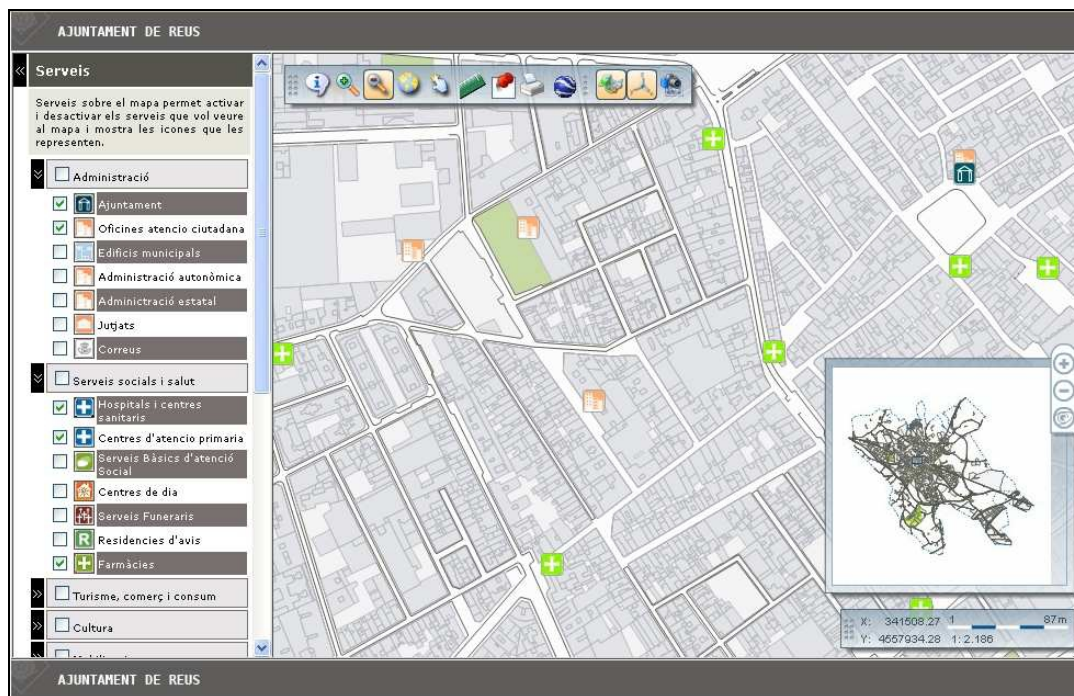 AJUNTAMENT DE REUS
Serveis
Serveis sobre el mapa permet activar
i desactivar els serveis que vol veure
al mapa i mostra les icones que les
representen.
Administració
Ajuntament
Oficines atencio ciutadana
Edificis municipals
Administració autonòmica
Adminictració estatal
Jutjats
Correus
Serveis socials i salut
Hospitals i centres
sanitaris
Centres d'atencio primaria
Serveis Bàsics d'atenció
Social
Centres de dia
Serveis Funeraris
R
Residencies d'avis
Farmàcies
Turisme, comerç i consum
Cultura
X: 341508.27 1 87m
Y: 4557934.28 1:2.186
AJUNTAMENT DE REUS